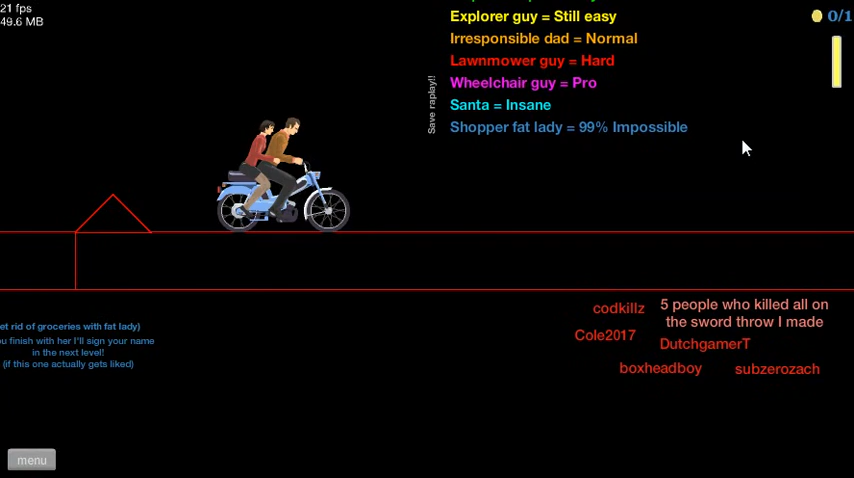 21 fps
49.6 MB
0/1
Explorer guy = Still easy
Irresponsible dad = Normal
Lawnmower guy = Hard
Wheelchair guy = Pro
Santa = Insane
Shopper fat lady = 99% Impossible
Save raplay!!
5 people who killed all on
the sword throw I made
codkillz
Cole2017
DutchgamerT
boxheadboy
subzerozach
et rid of groceries with fat lady)
u finish with her I'll sign your name
in the next level!
(if this one actually gets liked)
menu